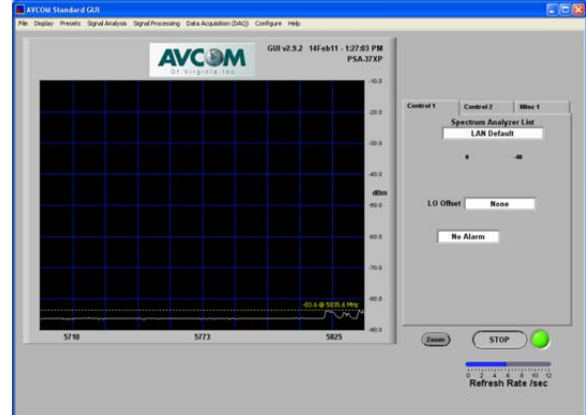 AVCOM Standard GUI
File Display Presets Signal Analysis Signal Processing Data Acquisition (DAQ) Configure Help
AVCOM
Of Virginia Inc.
GUI v2.9.2 14Feb11 - 1:27:03 PM
PSA-37XP
-10.0
-20.0
-30.0
-40.0
dBm
-50.0
-60.0
-70.0
-80.0
-90.0
-83.6 @ 5835.6 MHz
5710 5773 5825
Control 1 Control 2 Misc 1
Spectrum Analyzer List
LAN Default
0 -40
LO Offset None
No Alarm
Zoom STOP
0 2 4 6 8 10 12
Refresh Rate /sec